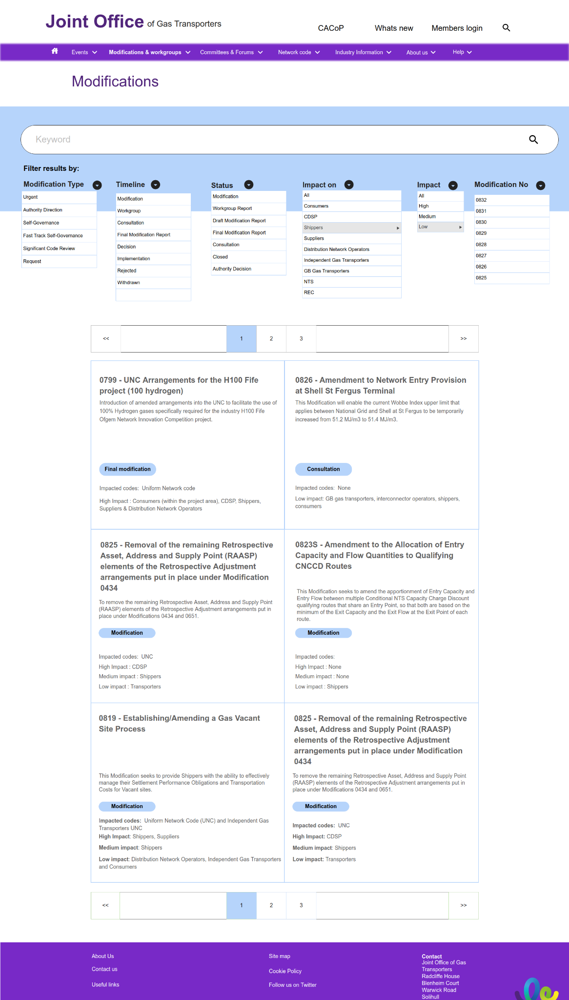 Joint Office of Gas Transporters
CACoP
Whats new
Members login
Events
Modifications & workgroups
Committees & Forums
Network code
Industry Information
About us
Help
Modifications
Keyword
Filter results by:
Modification Type
Urgent
Authority Direction
Self-Governance
Fast Track Self-Governance
Significant Code Review
Request
Timeline
Modification
Workgroup
Consultation
Final Modification Report
Decision
Implementation
Rejected
Withdrawn
Status
Modification
Workgroup Report
Draft Modification Report
Final Modification Report
Consultation
Closed
Authority Decision
Impact on
All
Consumers
CDSP
Shippers
Suppliers
Distribution Network Operators
Independent Gas Transporters
GB Gas Transporters
NTS
REC
Impact
All
High
Medium
Low
Modification No
0832
0831
0830
0829
0828
0827
0826
0825
<<
1
2
3
>>
0799 - UNC Arrangements for the H100 Fife
project (100 hydrogen)
Introduction of amended arrangements into the UNC to facilitate the use of
100% Hydrogen gases specifically required for the industry H100 Fife
Ofgem Network Innovation Competition project.
Final modification
Impacted codes: Uniform Network code
High Impact : Consumers (within the project area), CDSP, Shippers,
Suppliers & Distribution Network Operators
0826 - Amendment to Network Entry Provision
at Shell St Fergus Terminal
This Modification will enable the current Wobbe Index upper limit that
applies between National Grid and Shell at St Fergus to be temporarily
increased from 51.2 MJ/m3 to 51.4 MJ/m3.
Consultation
Impacted codes: None
Low impact: GB gas transporters, interconnector operators, shippers,
consumers
0825 - Removal of the remaining Retrospective
Asset, Address and Supply Point (RAASP)
elements of the Retrospective Adjustment
arrangements put in place under Modification
0434
To remove the remaining Retrospective Asset, Address and Supply Point
(RAASP) elements of the Retrospective Adjustment arrangements put in
place under Modifications 0434 and 0651.
Modification
Impacted codes: UNC
High Impact : CDSP
Medium impact : Shippers
Low impact : Transporters
0823S - Amendment to the Allocation of Entry
Capacity and Flow Quantities to Qualifying
CNCCD Routes
This Modification seeks to amend the apportionment of Entry Capacity and
Entry Flow between multiple Conditional NTS Capacity Charge Discount
qualifying routes that share an Entry Point, so that both are based on the
minimum of the Exit Capacity and the Exit Flow at the Exit Point of each
route.
Modification
Impacted codes:
High Impact : None
Medium impact : None
Low impact : Shippers
0819 - Establishing/Amending a Gas Vacant
Site Process
This Modification seeks to provide Shippers with the ability to effectively
manage their Settlement Performance Obligations and Transportation
Costs for Vacant sites.
Modification
Impacted codes: Uniform Network Code (UNC) and Independent Gas
Transporters UNC
High Impact: Shippers, Suppliers
Medium impact: Shippers
Low impact: Distribution Network Operators, Independent Gas Transporters
and Consumers
0825 - Removal of the remaining Retrospective
Asset, Address and Supply Point (RAASP)
elements of the Retrospective Adjustment
arrangements put in place under Modification
0434
To remove the remaining Retrospective Asset, Address and Supply Point
(RAASP) elements of the Retrospective Adjustment arrangements put in
place under Modifications 0434 and 0651.
Modification
Impacted codes: UNC
High Impact: CDSP
Medium impact: Shippers
Low impact: Transporters
<<
1
2
3
>>
About Us
Contact us
Useful links
Site map
Cookie Policy
Follow us on Twitter
Contact
Joint Office of Gas
Transporters
Radcliffe House
Blenheim Court
Warwick Road
Solihull